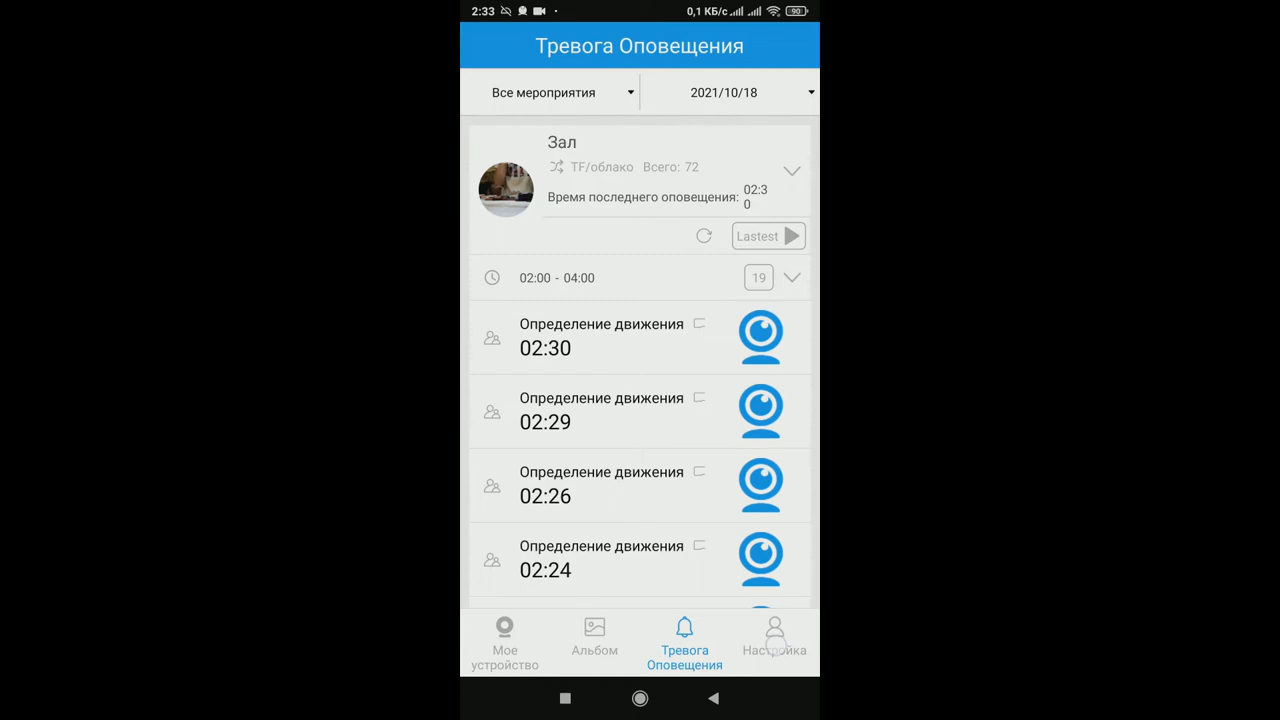 2:33
0,1 КБ/с
90
Тревога Оповещения
Все мероприятия
2021/10/18
Зал
TF/облако Всего: 72
Время последнего оповещения: 02:3
0
Lastest
02:00 - 04:00
19
Определение движения
02:30
Определение движения
02:29
Определение движения
02:26
Определение движения
02:24
Мое
устройство
Альбом
Тревога
Оповещения
Настройка